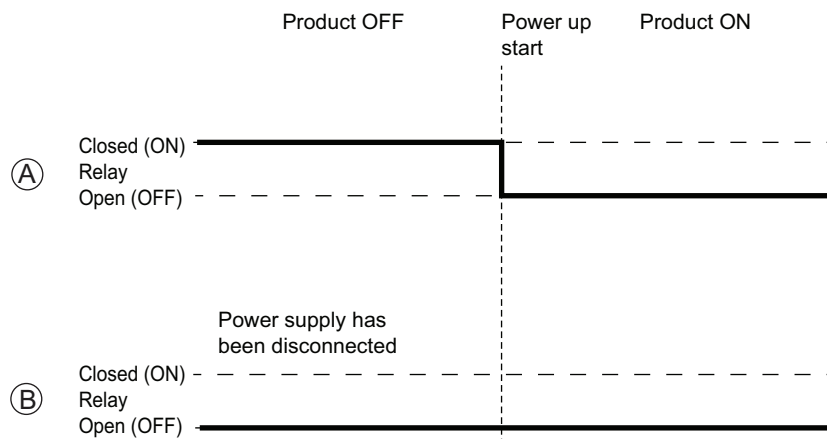 Product OFF
Power up
start
Product ON
A
Closed (ON)
Relay
Open (OFF)
Power supply has
been disconnected
B
Closed (ON)
Relay
Open (OFF)